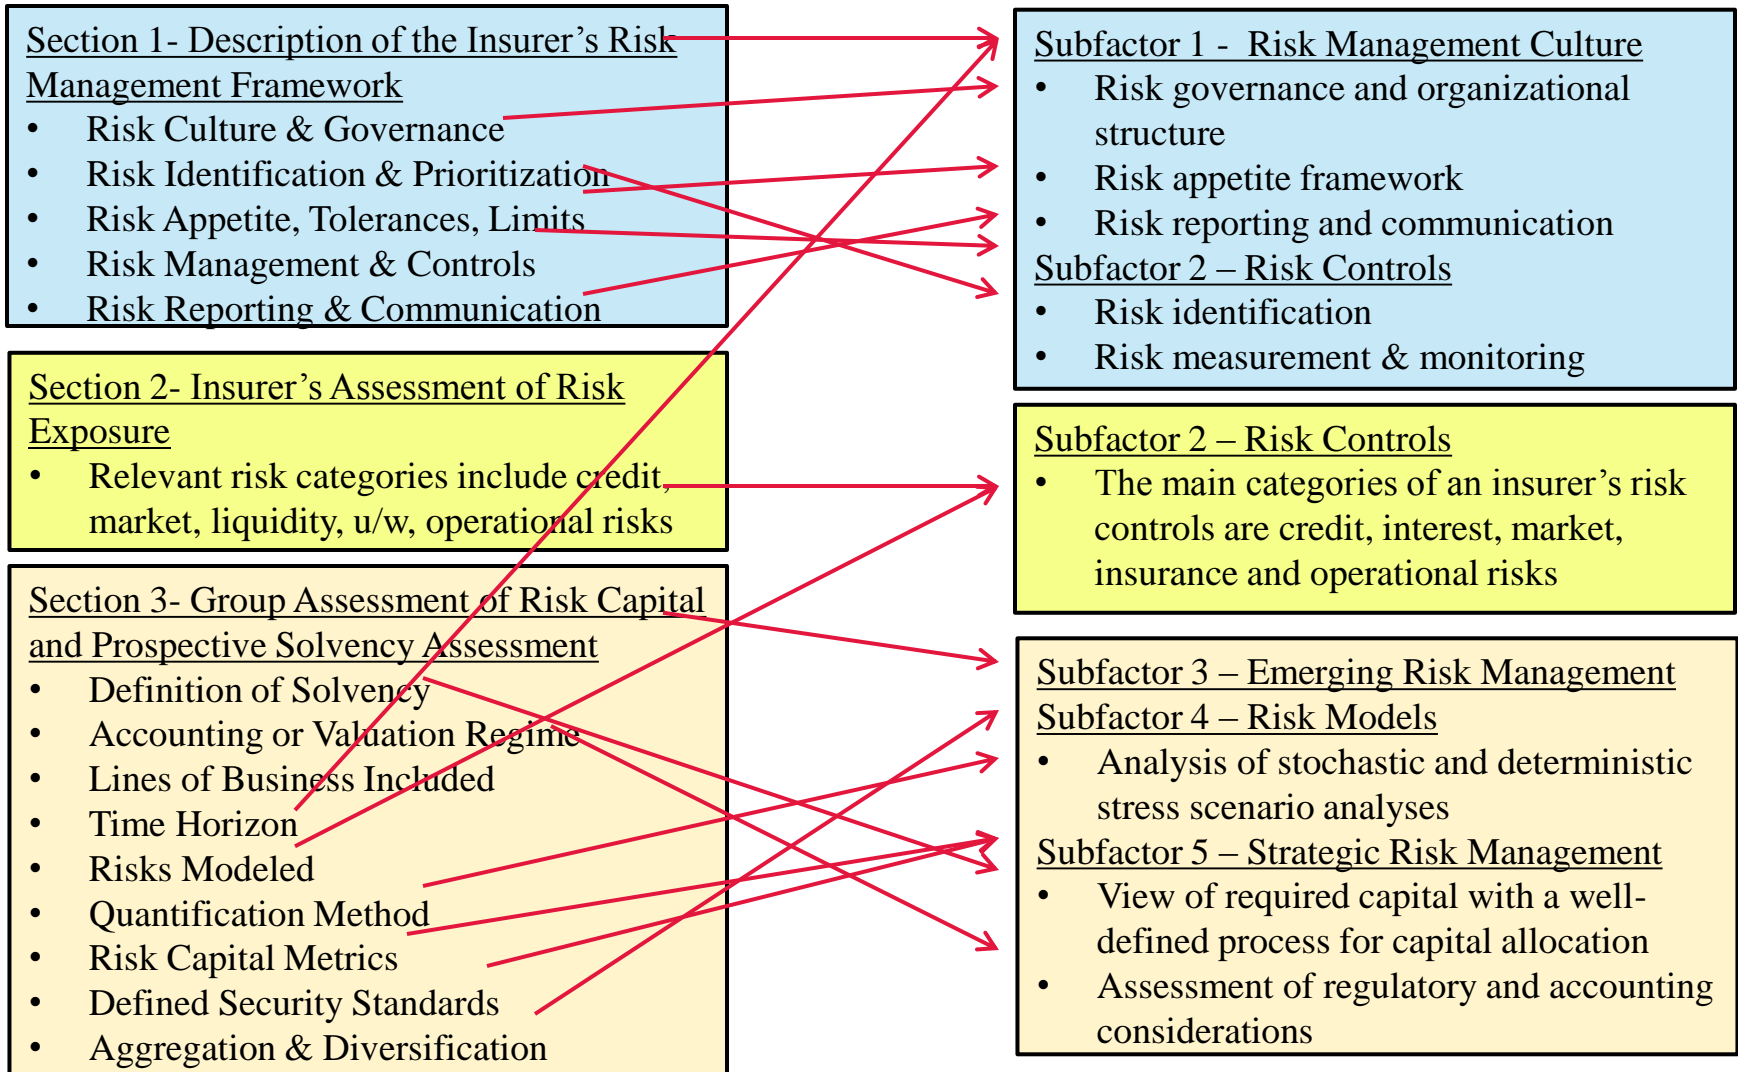 Section 1- Description of the Insurer's Risk
Management Framework
• Risk Culture & Governance
• Risk Identification & Prioritization
• Risk Appetite, Tolerances, Limits
• Risk Management & Controls
• Risk Reporting & Communication
Section 2- Insurer's Assessment of Risk
Exposure
• Relevant risk categories include credit,
market, liquidity, u/w, operational risks
Section 3- Group Assessment of Risk Capital
and Prospective Solvency Assessment
• Definition of Solvency
• Accounting or Valuation Regime
• Lines of Business Included
• Time Horizon
• Risks Modeled
• Quantification Method
• Risk Capital Metrics
• Defined Security Standards
• Aggregation & Diversification
Subfactor 1 - Risk Management Culture
• Risk governance and organizational
structure
• Risk appetite framework
• Risk reporting and communication
Subfactor 2 – Risk Controls
• Risk identification
• Risk measurement & monitoring
Subfactor 2 – Risk Controls
• The main categories of an insurer's risk
controls are credit, interest, market,
insurance and operational risks
Subfactor 3 – Emerging Risk Management
Subfactor 4 – Risk Models
• Analysis of stochastic and deterministic
stress scenario analyses
Subfactor 5 – Strategic Risk Management
• View of required capital with a well-
defined process for capital allocation
• Assessment of regulatory and accounting
considerations